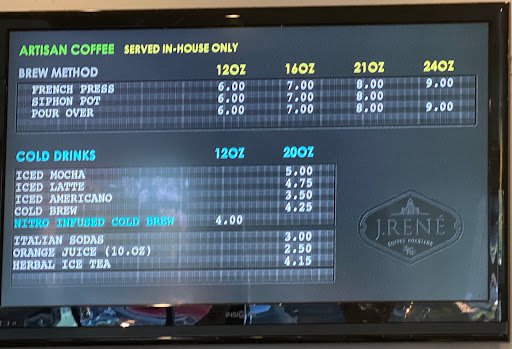 ARTISAN COFFEE SERVED IN-HOUSE ONLY
BREW METHOD 12OZ 16OZ 21OZ 24OZ
FRENCH PRESS 6.00 7.00 8.00 9.00
SIPHON POT 6.00 7.00 8.00
POUR OVER 6.00 7.00 8.00 9.00
COLD DRINKS 12OZ 20OZ
ICED MOCHA 5.00
ICED LATTE 4.75
ICED AMERICANO 3.50
COLD BREW 4.25
NITRO INFUSED COLD BREW 4.00
ITALIAN SODAS 3.00
ORANGE JUICE (10.OZ) 2.50
HERBAL ICE TEA 4.15
J.RENÉ
COFFEE ROASTERS
INSIGNIA